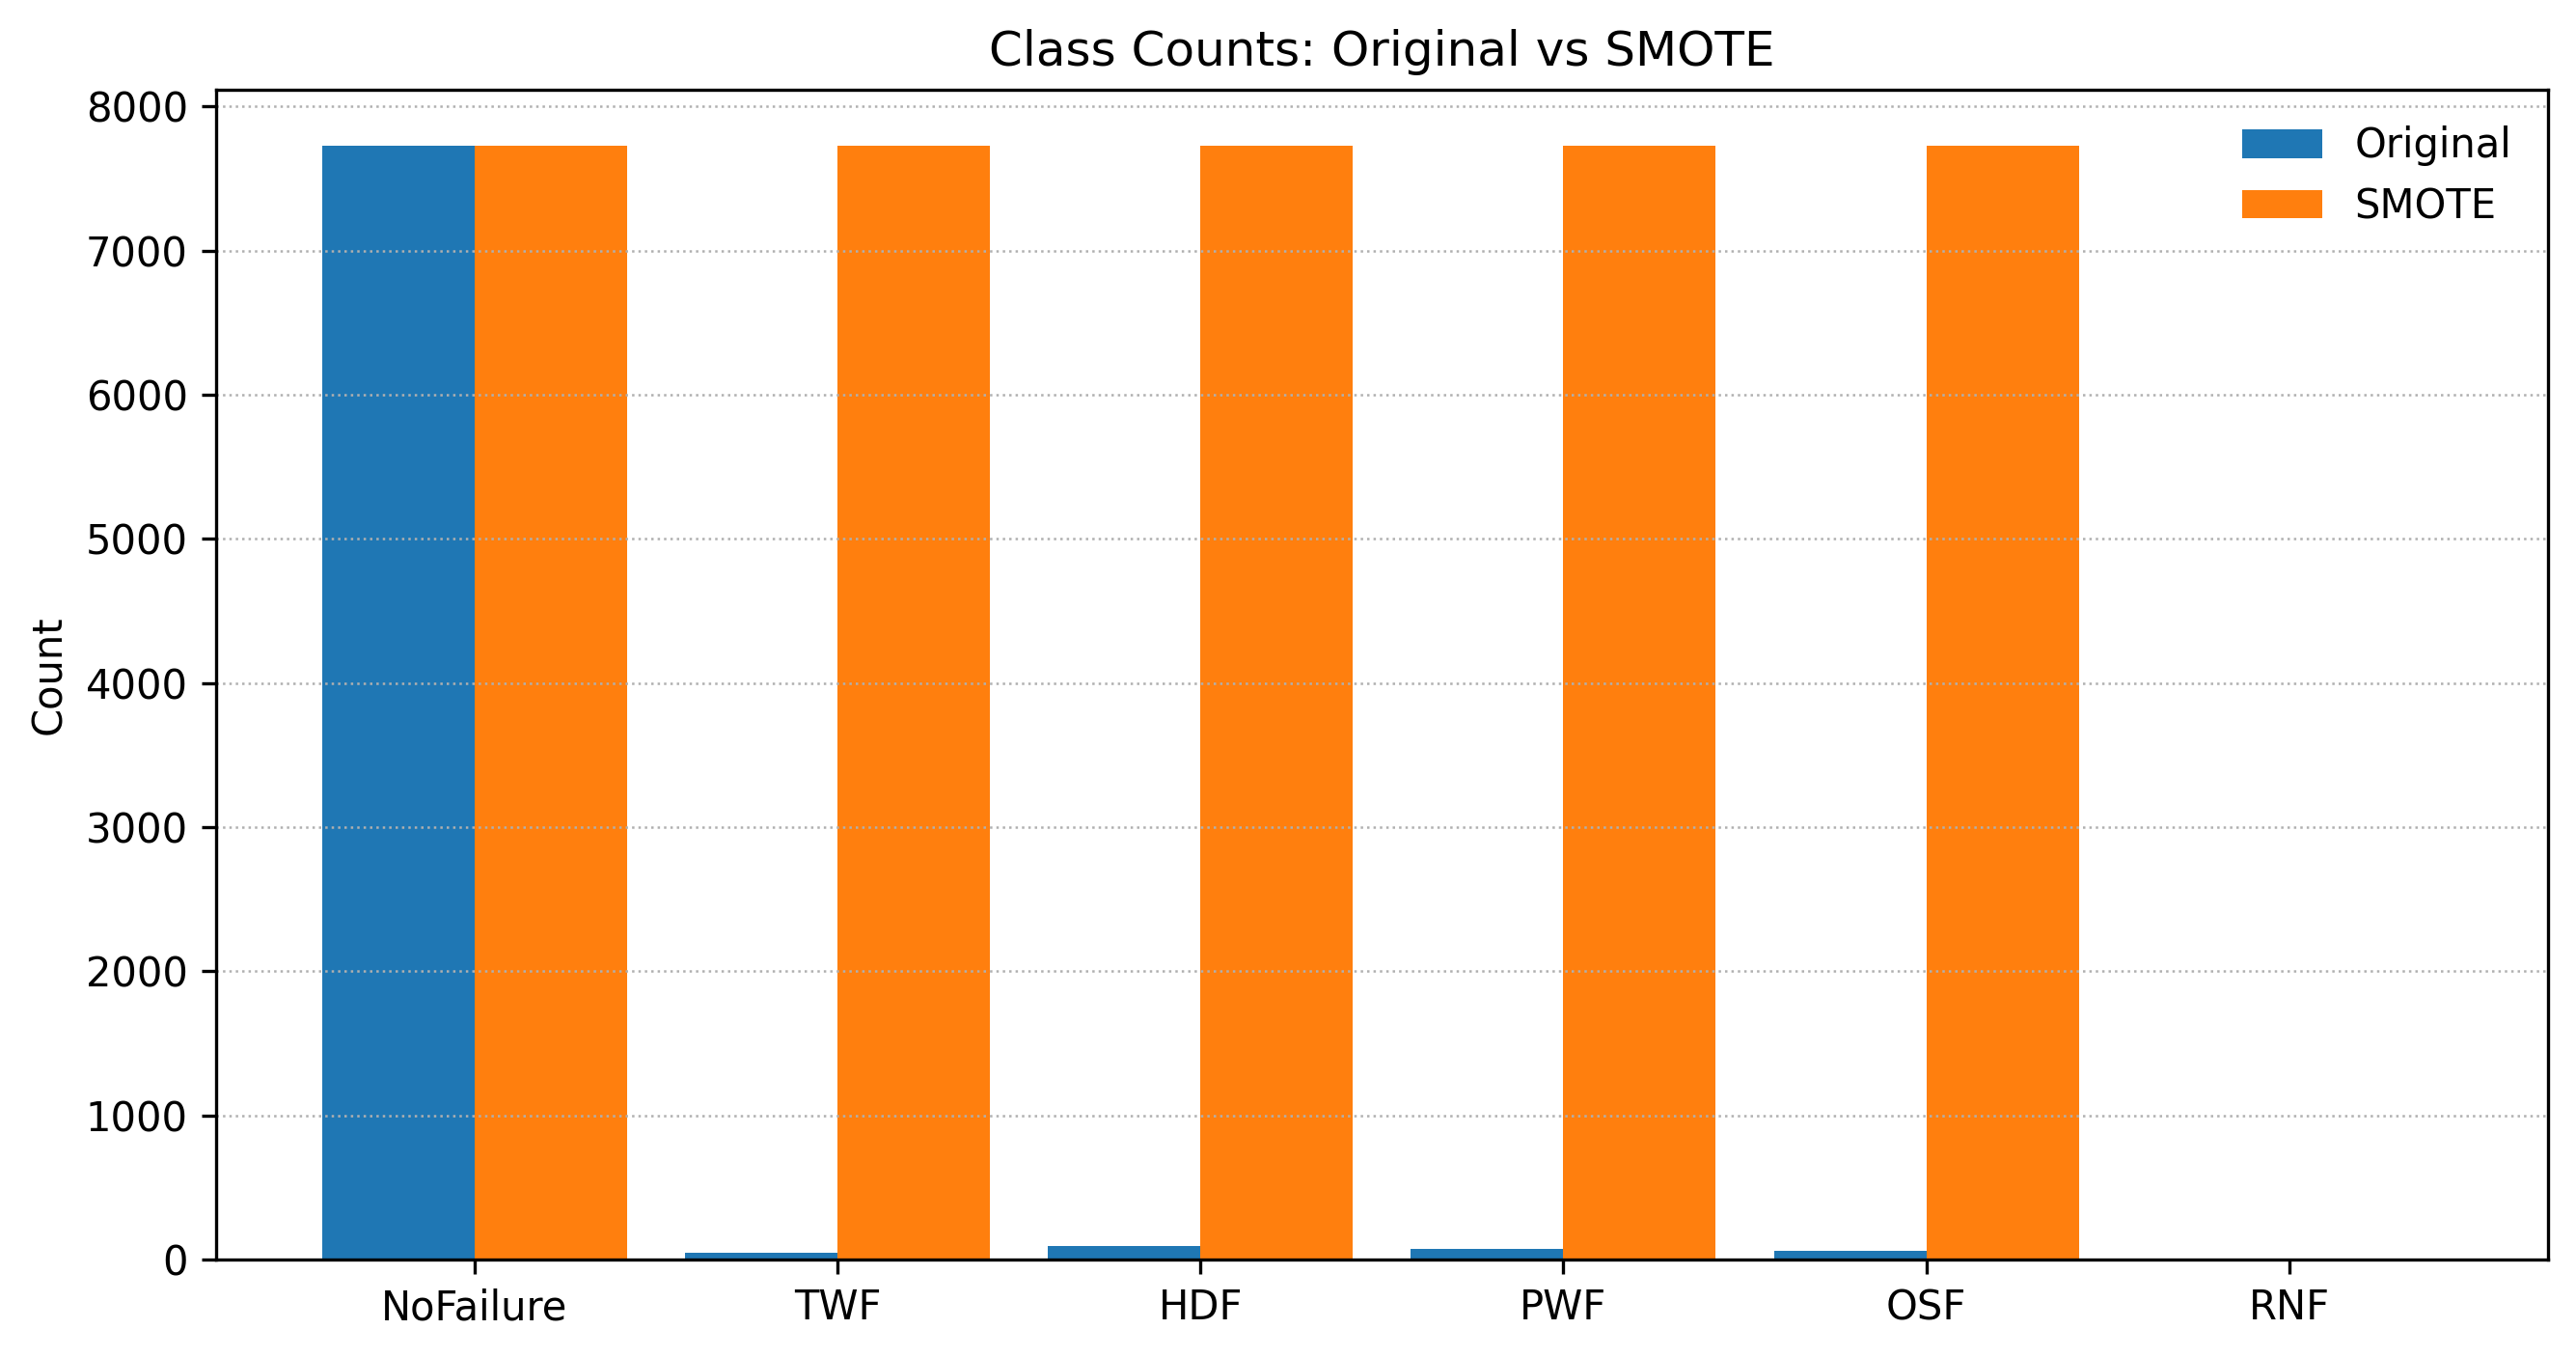 Class Counts: Original vs SMOTE
8000
7000
6000
5000
4000
3000
2000
1000
0
Count
Original
SMOTE
NoFailure TWF HDF PWF OSF RNF